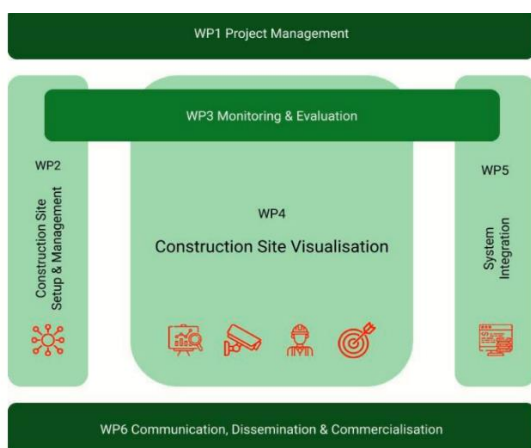 WP1 Project Management
WP3 Monitoring & Evaluation
WP2
Construction Site
Setup & Management
WP4
Construction Site Visualisation
WP5
System
Integration
WP6 Communication, Dissemination & Commercialisation